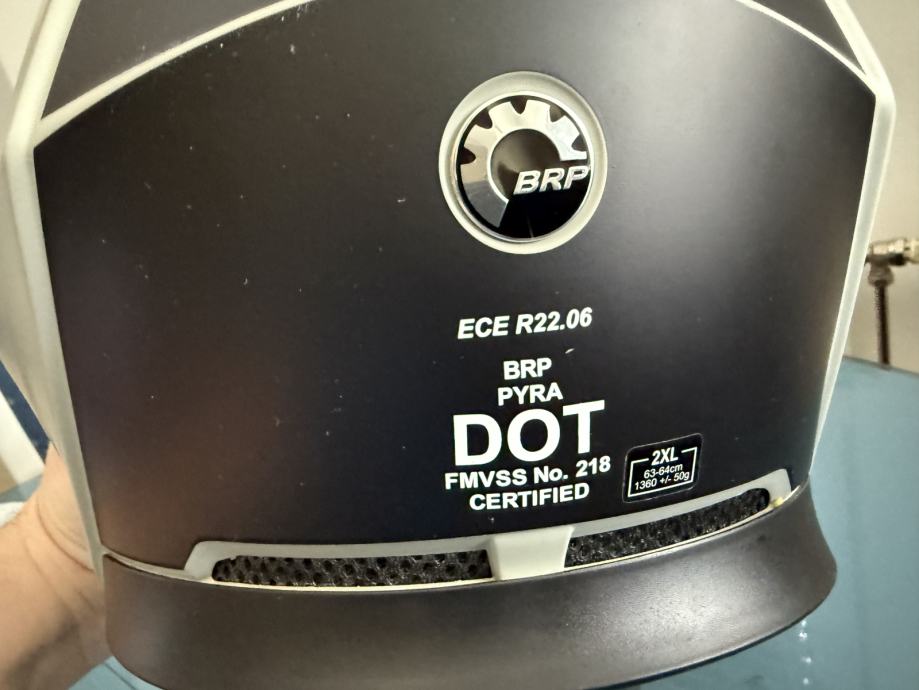 BRP
ECE R22.06
BRP
PYRA
DOT
FMVSS No. 218
CERTIFIED
2XL
63-64cm
1360 +/- 50g